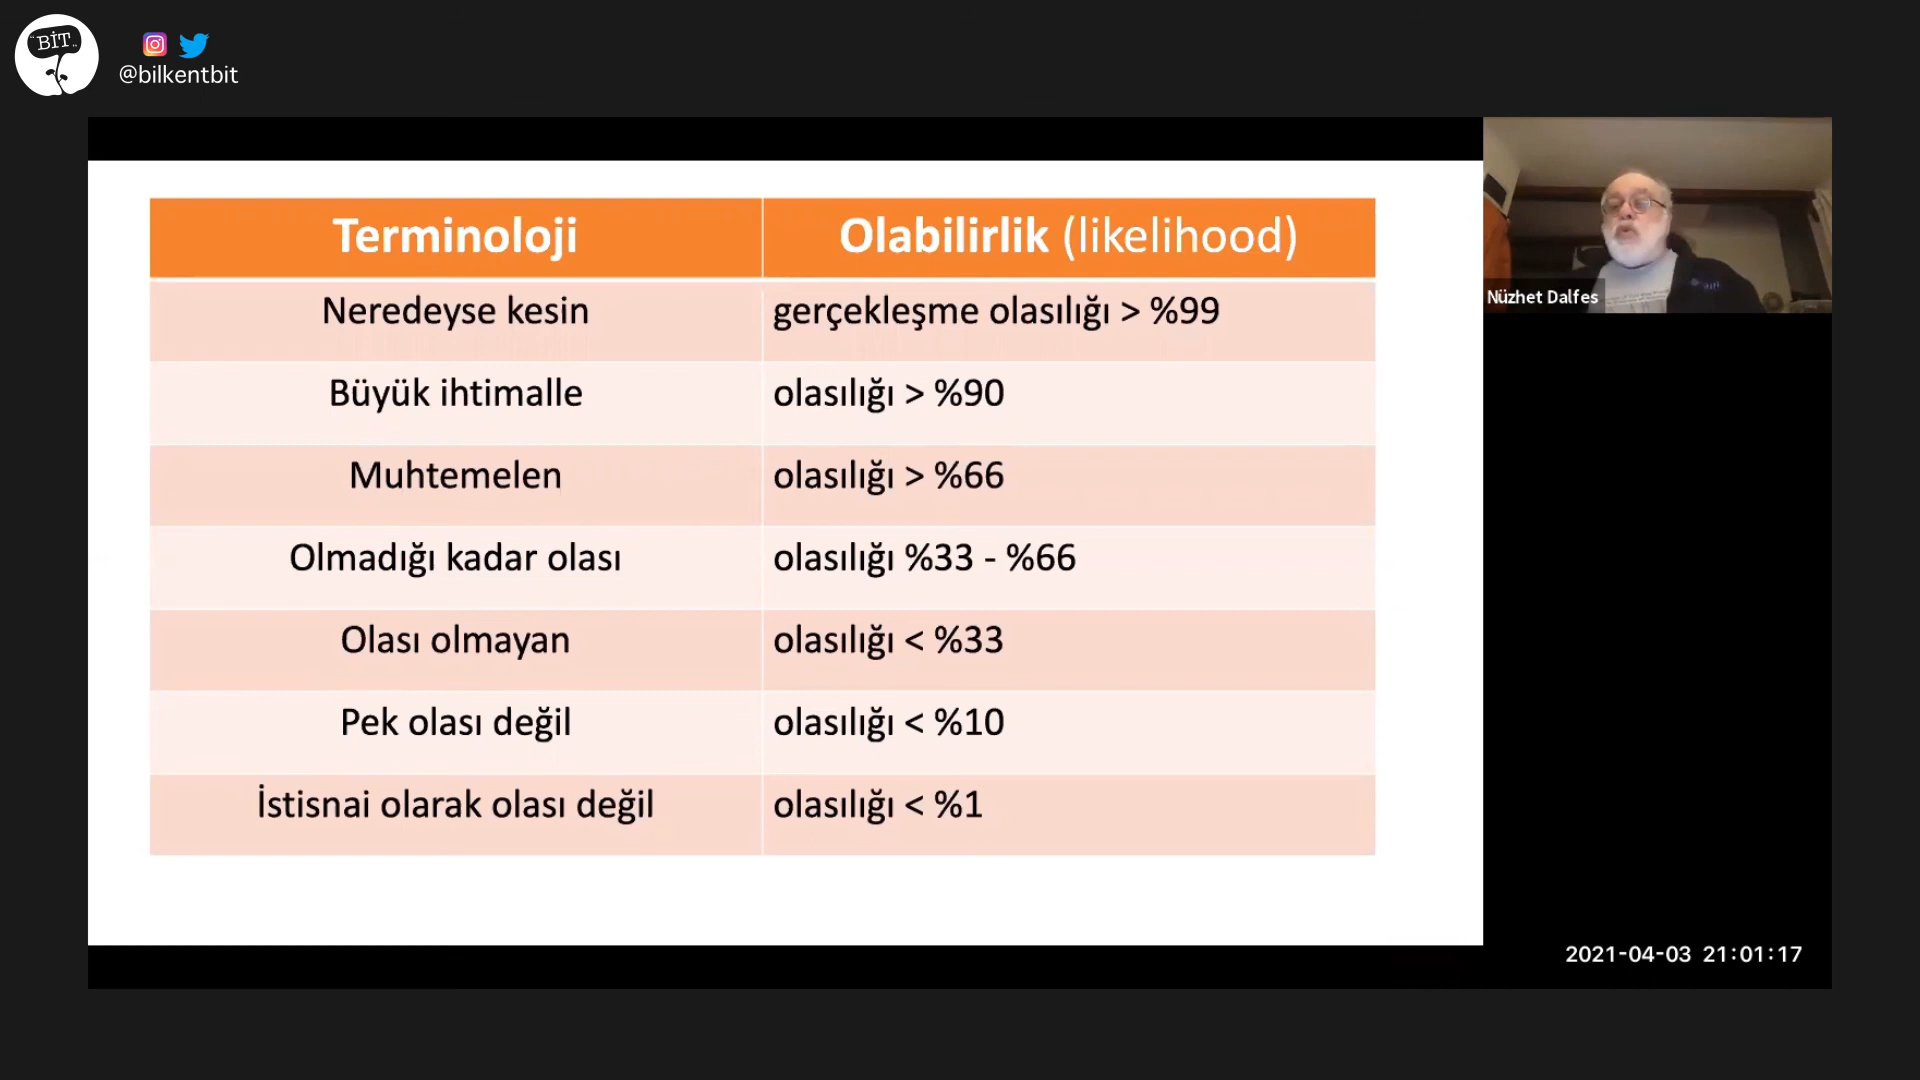 BİT
@bilkentbit
Terminoloji
Olabilirlik (likelihood)
Neredeyse kesin
gerçekleşme olasılığı > %99
Büyük ihtimalle
olasılığı > %90
Muhtemelen
olasılığı > %66
Olmadığı kadar olası
olasılığı %33 - %66
Olası olmayan
olasılığı < %33
Pek olası değil
olasılığı < %10
İstisnai olarak olası değil
olasılığı < %1
Nüzhet Dalfes
2021-04-03 21:01:17